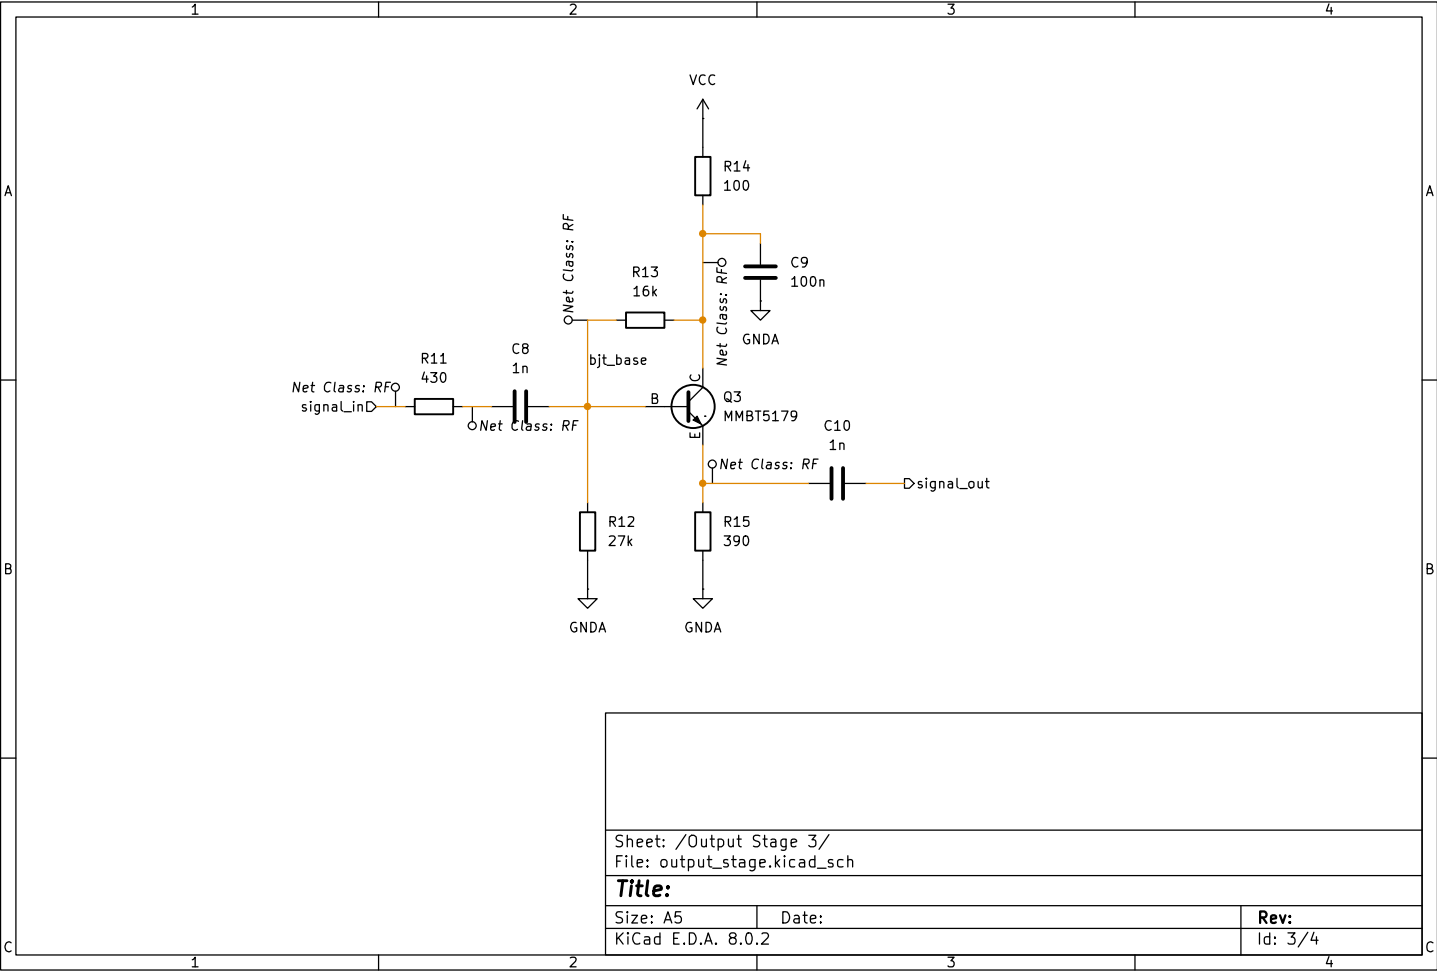 1 2 3 4
VCC
R14
100
A A
Net Class: RF
C9
100n
R13
16k
Net Class: RF
GNDA
bjt_base
C8
1n
R11
430
Net Class: RF
signal_in
Net Class: RF
C
B
E
Q3
MMBT5179
C10
1n
Net Class: RF
signal_out
R12
27k
R15
390
B B
GNDA GNDA
Sheet: /Output Stage 3/
File: output_stage.kicad_sch
Title:
Size: A5 Date: Rev:
KiCad E.D.A. 8.0.2 Id: 3/4
C C
1 2 3 4